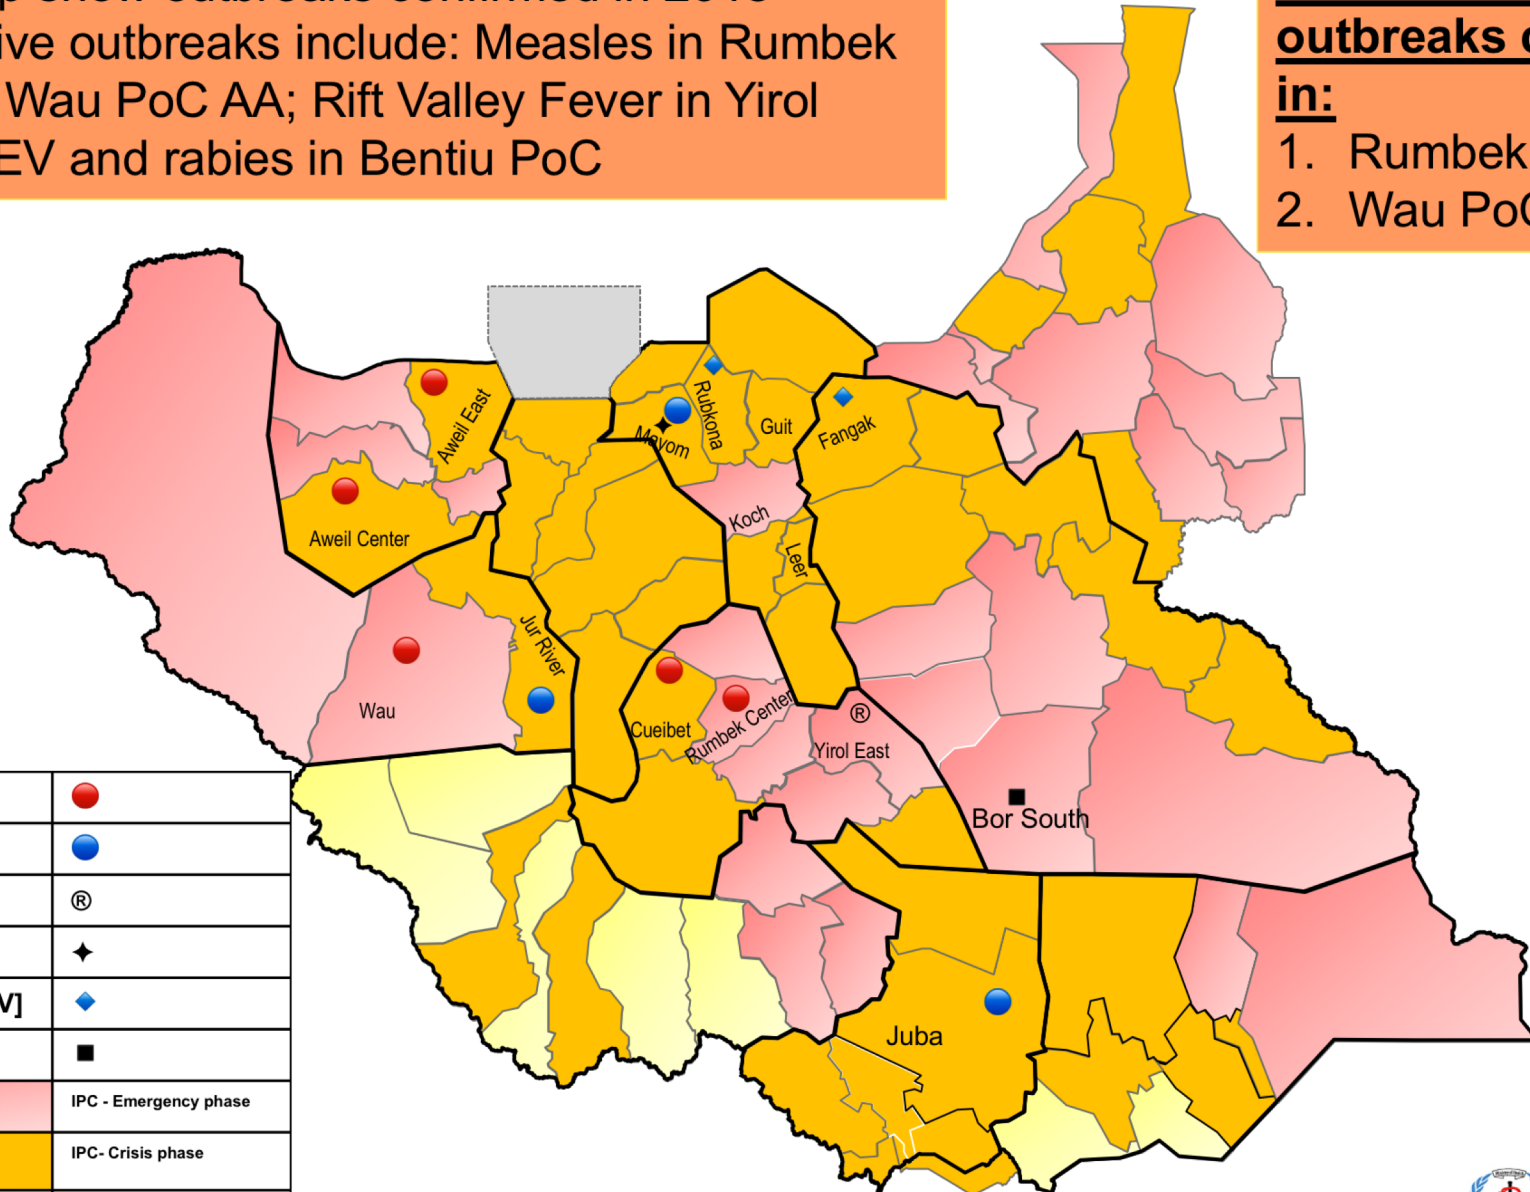 ive outbreaks include: Measles in Rumbek
Wau PoC AA; Rift Valley Fever in Yirol
EV and rabies in Bentiu PoC
outbreaks
in:
1. Rumbek
2. Wau PoC
Aweil East
Aweil Center
Mayom
Rubkona
Guit
Fangak
Koch
Leer
Jur River
Wau
Cueibet
Rumbek Center
Yirol East
®
Bor South
Juba
®
V]
IPC - Emergency phase
IPC- Crisis phase